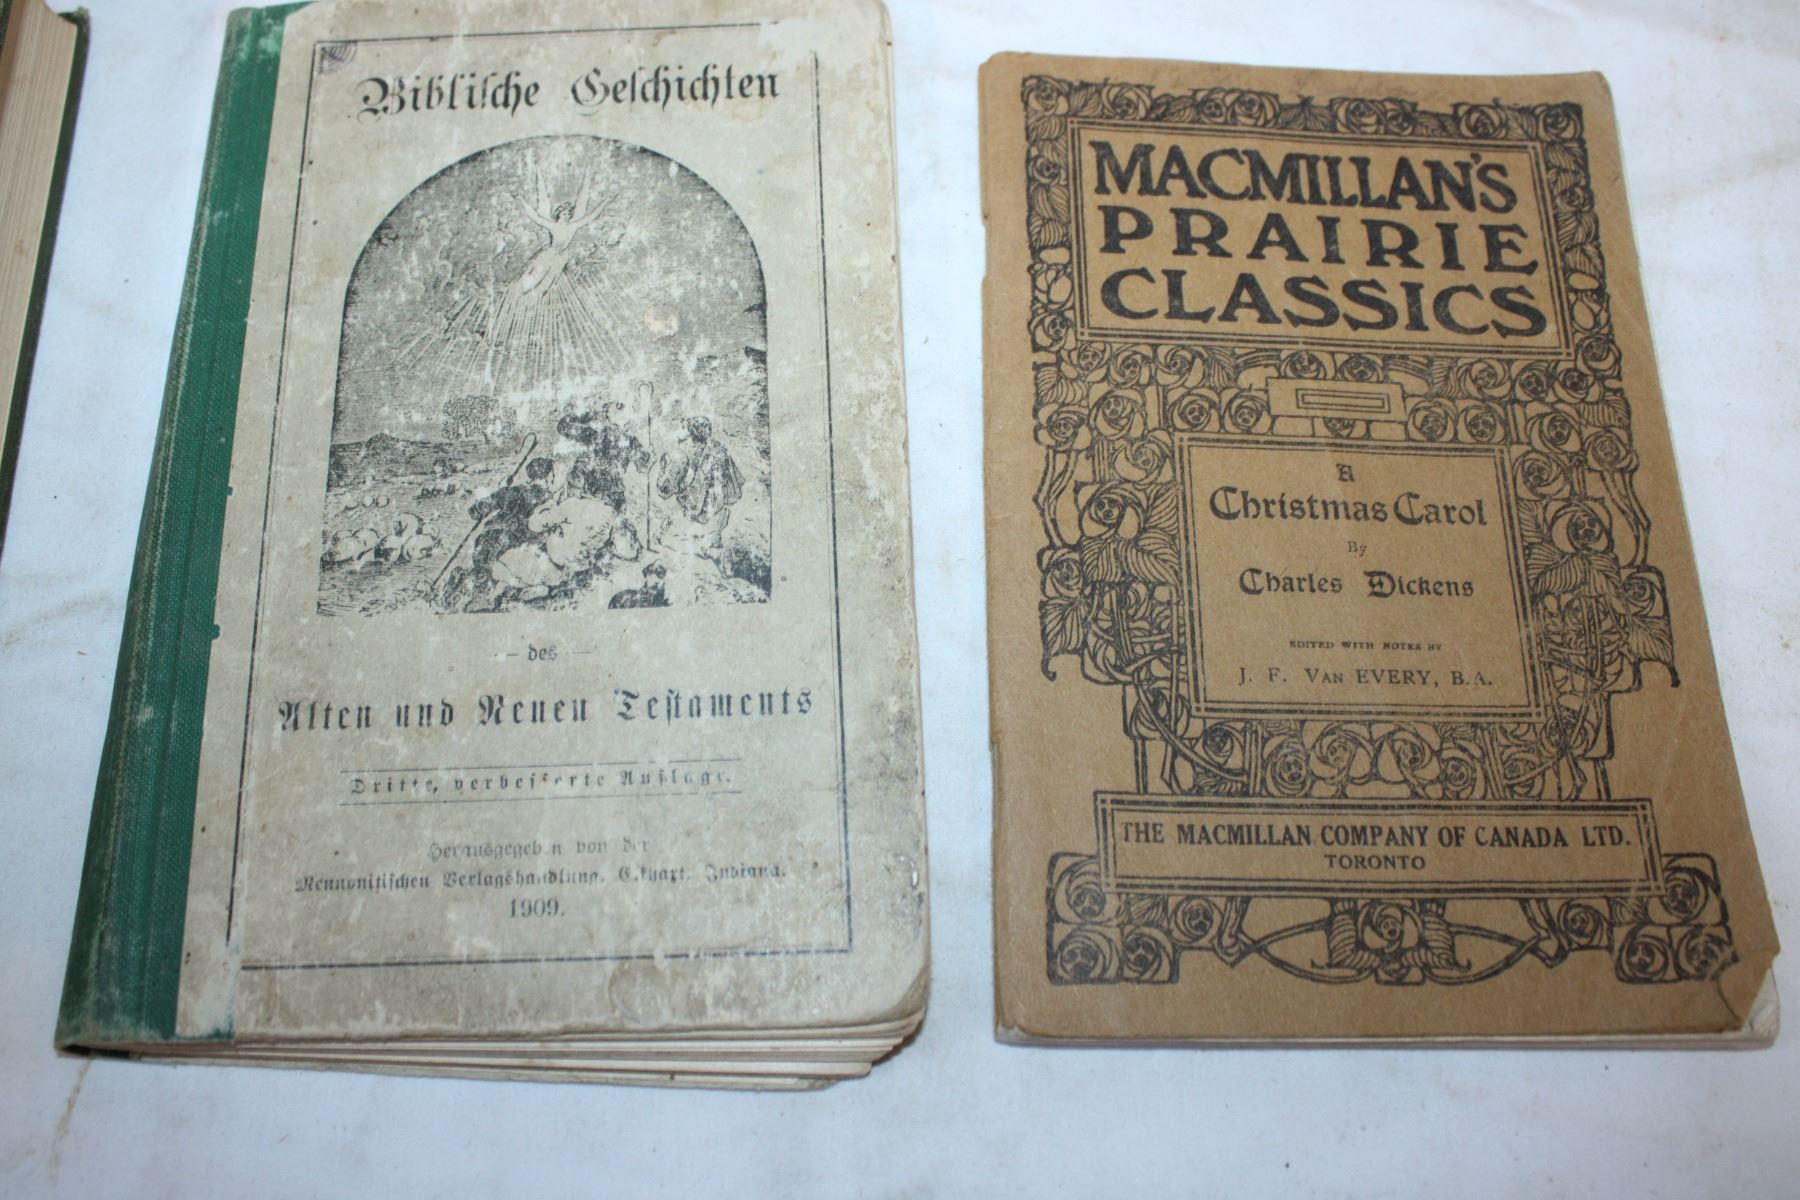 Biblische Geschichten
— des —
Alten und Neuen Testaments
Dritte, verbesserte Auflage.
Herausgegeben von der
Mennonitischen Verlagshandlung, Elkhart, Indiana.
1909.
MACMILLAN'S
PRAIRIE
CLASSICS
A
Christmas Carol
By
Charles Dickens
EDITED WITH NOTES BY
J. F. VAN EVERY, B.A.
THE MACMILLAN COMPANY OF CANADA LTD.
TORONTO